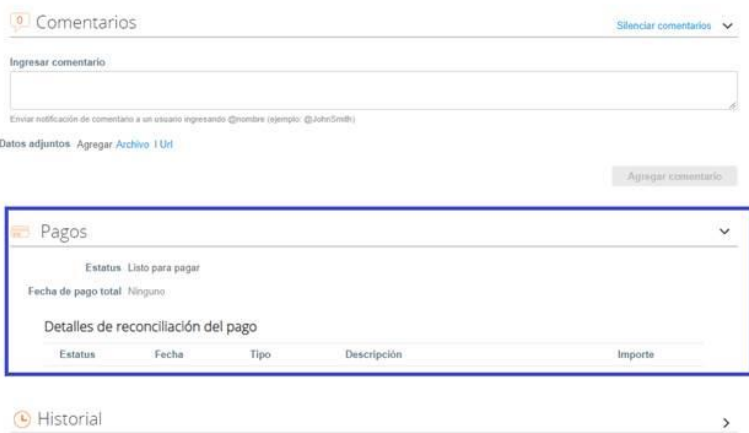 0 Comentarios
Silenciar comentarios
Ingresar comentario
Enviar notificación de comentario a un usuario ingresando @nombre (ejemplo: @JohnSmith)
Datos adjuntos Agregar Archivo | Url
Agregar comentario
Pagos
Estatus Listo para pagar
Fecha de pago total Ninguno
Detalles de reconciliación del pago
Estatus Fecha Tipo Descripción Importe
Historial